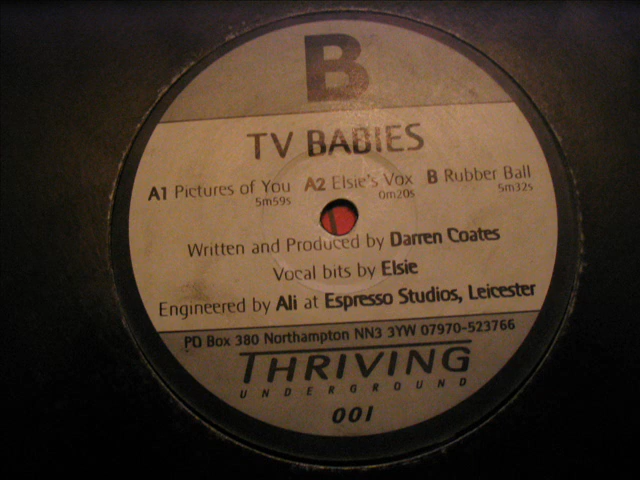 B
TV BABIES
A1 Pictures of You A2 Elsie's Vox B Rubber Ball
5m59s 0m20s 5m32s
Written and Produced by Darren Coates
Vocal bits by Elsie
Engineered by Ali at Espresso Studios, Leicester
PO Box 380 Northampton NN3 3YW 07970-523766
THRIVING
UNDERGROUND
001